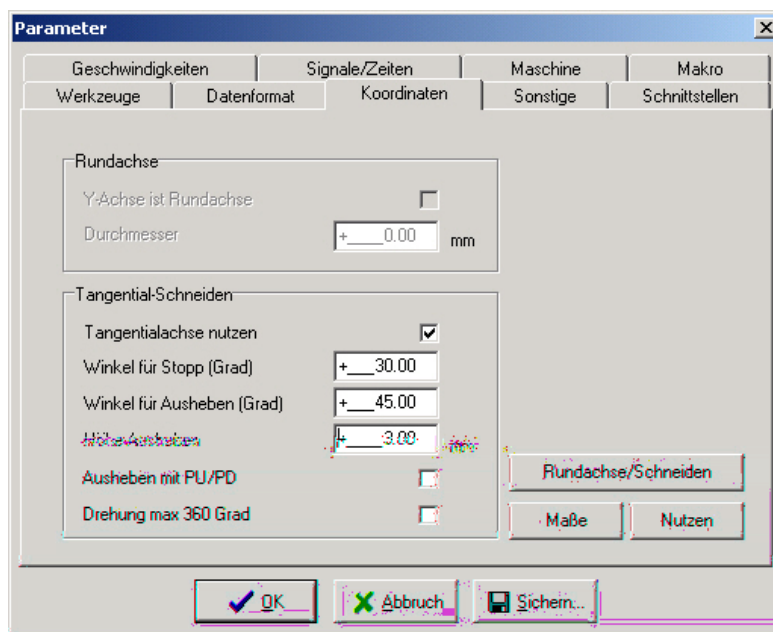 Parameter
Geschwindigkeiten Signale/Zeiten Maschine Makro
Werkzeuge Datenformat Koordinaten Sonstige Schnittstellen
Rundachse
Y-Achse ist Rundachse
Durchmesser +____0.00 mm
Tangential-Schneiden
Tangentialachse nutzen
Winkel für Stopp (Grad) +___30.00
Winkel für Ausheben (Grad) +___45.00
Höhe Ausheben +____3.00
Ausheben mit PU/PD
Drehung max 360 Grad
Rundachse/Schneiden
Maße Nutzen
OK Abbruch Sichern...